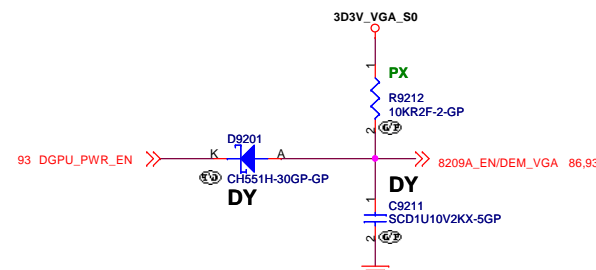 3D3V_VGA_S0
1
PX
R9212
10KR2F-2-GP
2
G/P
D9201
K
A
93 DGPU_PWR_EN
8209A_EN/DEM_VGA 86,93
CH551H-30GP-GP
DY
DY
1
C9211
SCD1U10V2KX-5GP
2
G/P